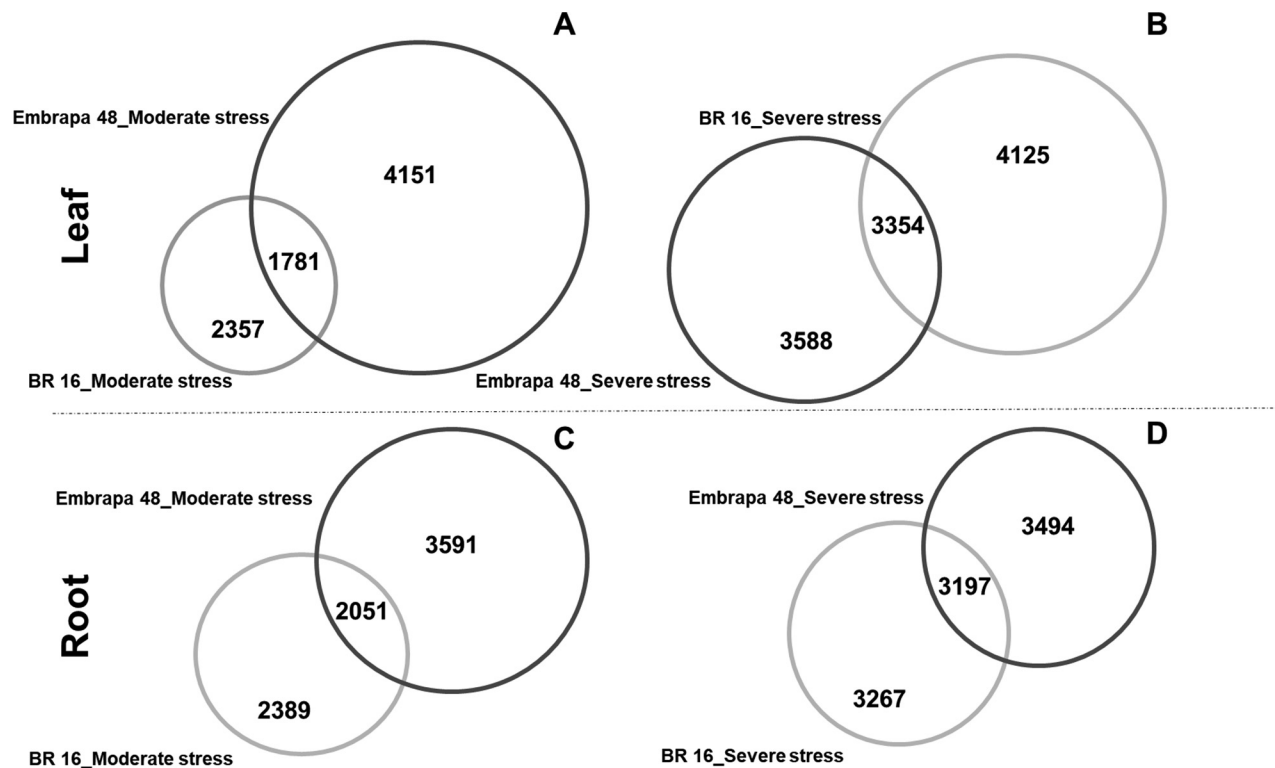 A
B
Embrapa 48_Moderate stress
BR 16_Severe stress
4151
4125
Leaf
3354
1781
2357
3588
BR 16_Moderate stress
Embrapa 48_Severe stress
C
D
Embrapa 48_Moderate stress
Embrapa 48_Severe stress
3591
3494
Root
2051
3197
2389
3267
BR 16_Moderate stress
BR 16_Severe stress